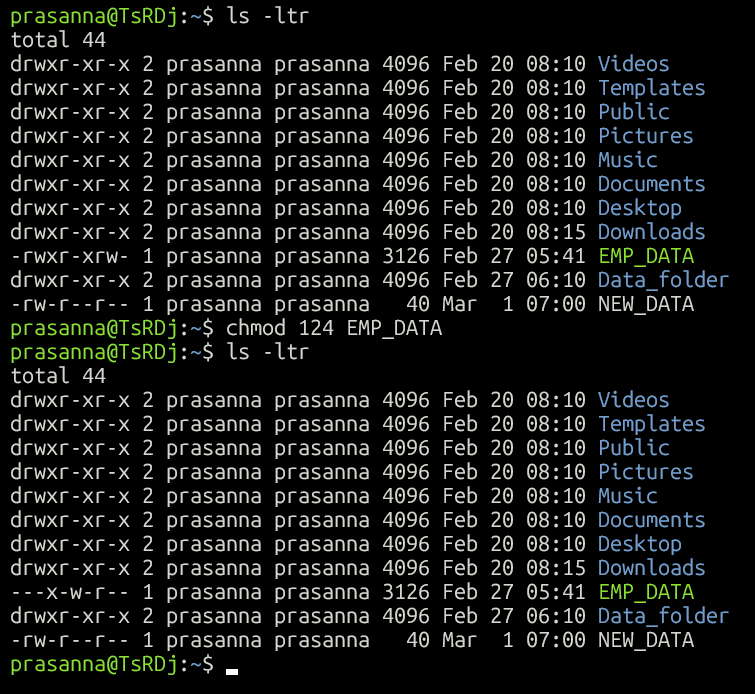 prasanna@TsRDj:~$ ls -ltr
total 44
drwxr-xr-x 2 prasanna prasanna 4096 Feb 20 08:10 Videos
drwxr-xr-x 2 prasanna prasanna 4096 Feb 20 08:10 Templates
drwxr-xr-x 2 prasanna prasanna 4096 Feb 20 08:10 Public
drwxr-xr-x 2 prasanna prasanna 4096 Feb 20 08:10 Pictures
drwxr-xr-x 2 prasanna prasanna 4096 Feb 20 08:10 Music
drwxr-xr-x 2 prasanna prasanna 4096 Feb 20 08:10 Documents
drwxr-xr-x 2 prasanna prasanna 4096 Feb 20 08:10 Desktop
drwxr-xr-x 2 prasanna prasanna 4096 Feb 20 08:15 Downloads
-rwxr-xrw- 1 prasanna prasanna 3126 Feb 27 05:41 EMP_DATA
drwxr-xr-x 2 prasanna prasanna 4096 Feb 27 06:10 Data_folder
-rw-r--r-- 1 prasanna prasanna   40 Mar  1 07:00 NEW_DATA
prasanna@TsRDj:~$ chmod 124 EMP_DATA
prasanna@TsRDj:~$ ls -ltr
total 44
drwxr-xr-x 2 prasanna prasanna 4096 Feb 20 08:10 Videos
drwxr-xr-x 2 prasanna prasanna 4096 Feb 20 08:10 Templates
drwxr-xr-x 2 prasanna prasanna 4096 Feb 20 08:10 Public
drwxr-xr-x 2 prasanna prasanna 4096 Feb 20 08:10 Pictures
drwxr-xr-x 2 prasanna prasanna 4096 Feb 20 08:10 Music
drwxr-xr-x 2 prasanna prasanna 4096 Feb 20 08:10 Documents
drwxr-xr-x 2 prasanna prasanna 4096 Feb 20 08:10 Desktop
drwxr-xr-x 2 prasanna prasanna 4096 Feb 20 08:15 Downloads
---x-w-r-- 1 prasanna prasanna 3126 Feb 27 05:41 EMP_DATA
drwxr-xr-x 2 prasanna prasanna 4096 Feb 27 06:10 Data_folder
-rw-r--r-- 1 prasanna prasanna   40 Mar  1 07:00 NEW_DATA
prasanna@TsRDj:~$